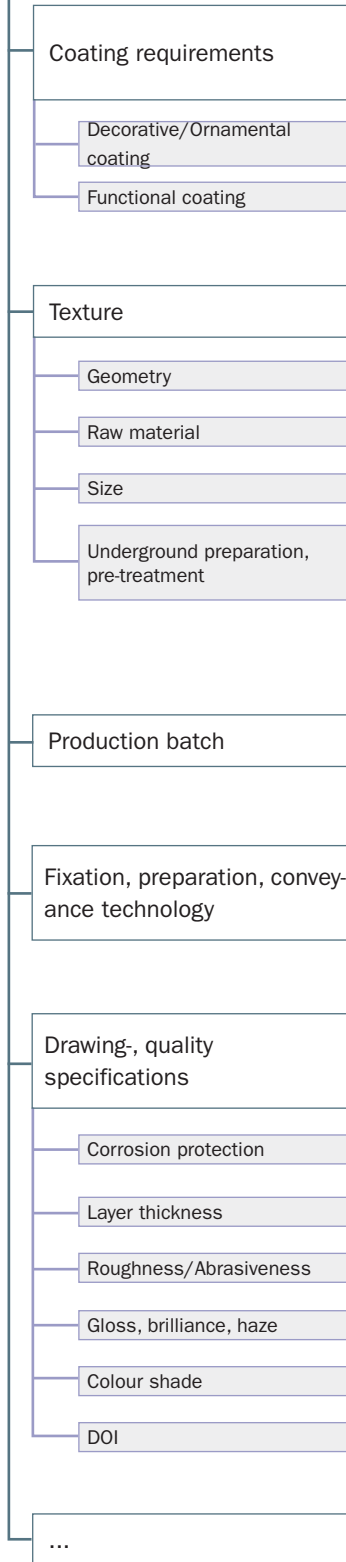 Coating requirements
Decorative/Ornamental
coating
Functional coating
Texture
Geometry
Raw material
Size
Underground preparation,
pre-treatment
Production batch
Fixation, preparation, convey-
ance technology
Drawing-, quality
specifications
Corrosion protection
Layer thickness
Roughness/Abrasiveness
Gloss, brilliance, haze
Colour shade
DOI
...